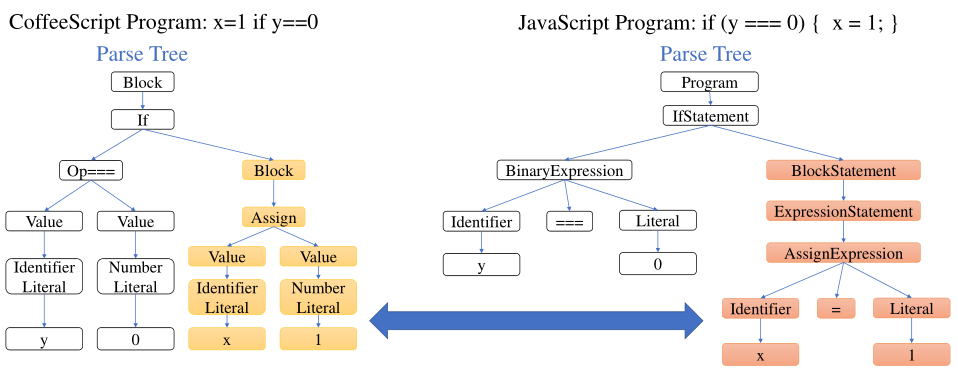 CoffeeScript Program: x=1 if y==0
JavaScript Program: if (y === 0) { x = 1; }
Parse Tree
Parse Tree
Block
If
Op===
Block
Value
Value
Assign
Identifier
Literal
Number
Literal
Value
Value
Identifier
Literal
Number
Literal
y
0
x
1
Program
IfStatement
BinaryExpression
BlockStatement
Identifier
===
Literal
ExpressionStatement
y
0
AssignExpression
Identifier
=
Literal
x
1